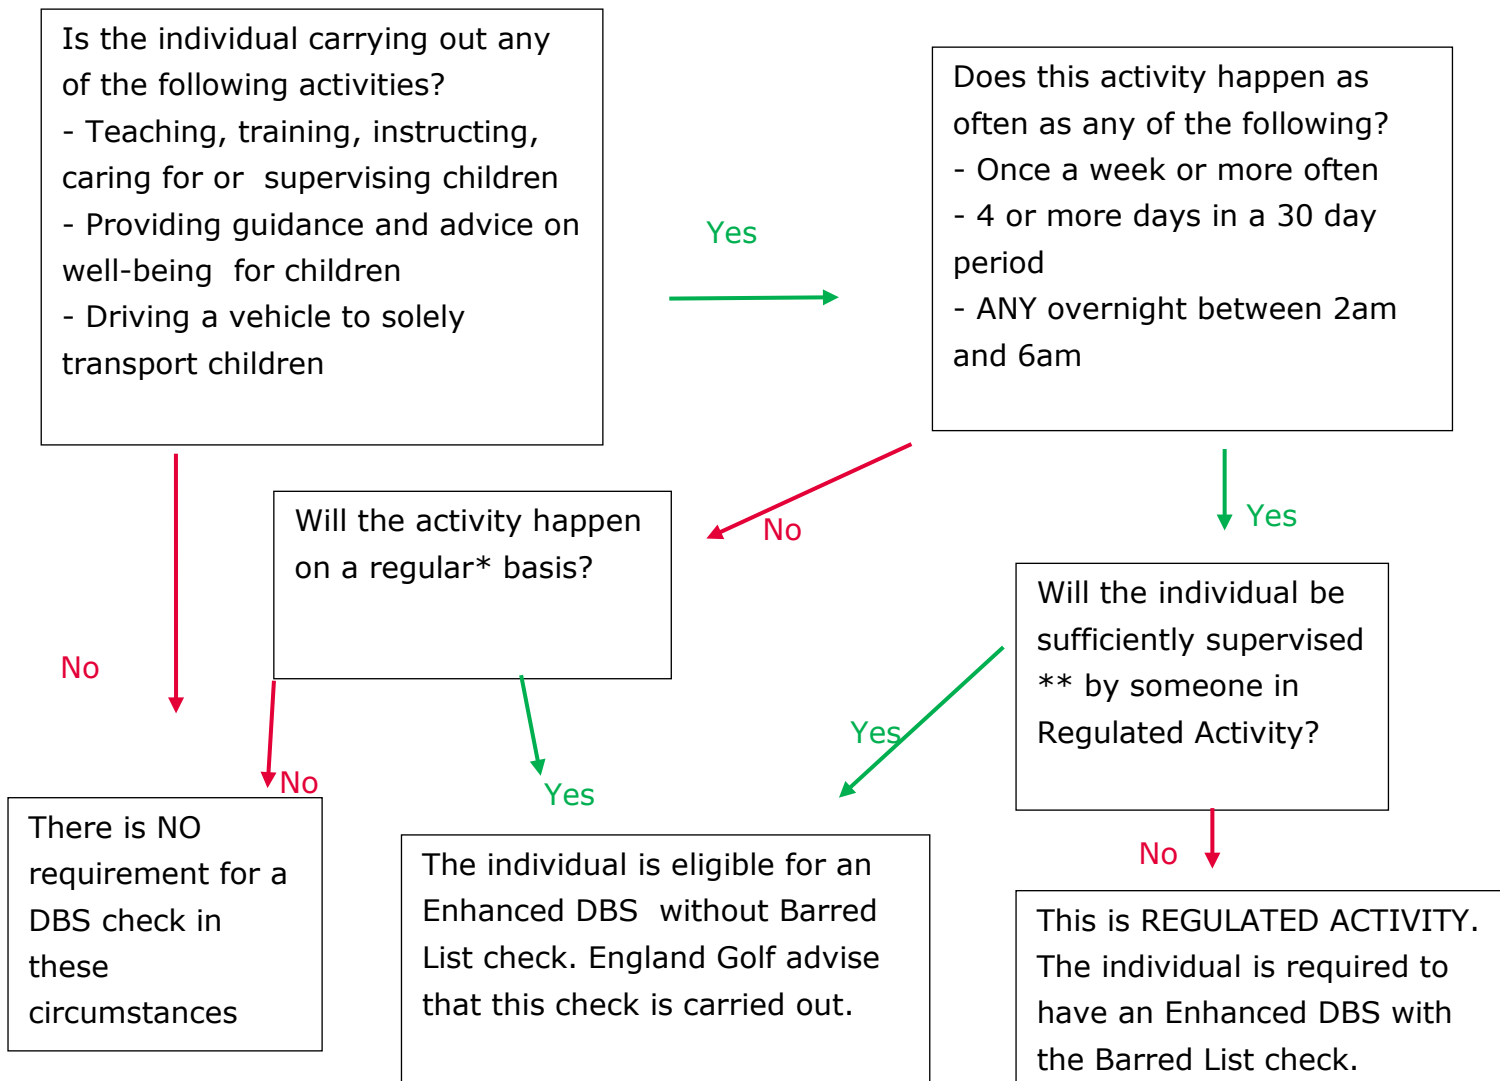 Is the individual carrying out any
of the following activities?
- Teaching, training, instructing,
caring for or  supervising children
- Providing guidance and advice on
well-being  for children
- Driving a vehicle to solely
transport children
Yes
Does this activity happen as
often as any of the following?
- Once a week or more often
- 4 or more days in a 30 day
period
- ANY overnight between 2am
and 6am
No
Will the activity happen
on a regular* basis?
No
Yes
Will the individual be
sufficiently supervised
** by someone in
Regulated Activity?
No
Yes
Yes
No
There is NO
requirement for a
DBS check in
these
circumstances
The individual is eligible for an
Enhanced DBS  without Barred
List check. England Golf advise
that this check is carried out.
This is REGULATED ACTIVITY.
The individual is required to
have an Enhanced DBS with
the Barred List check.